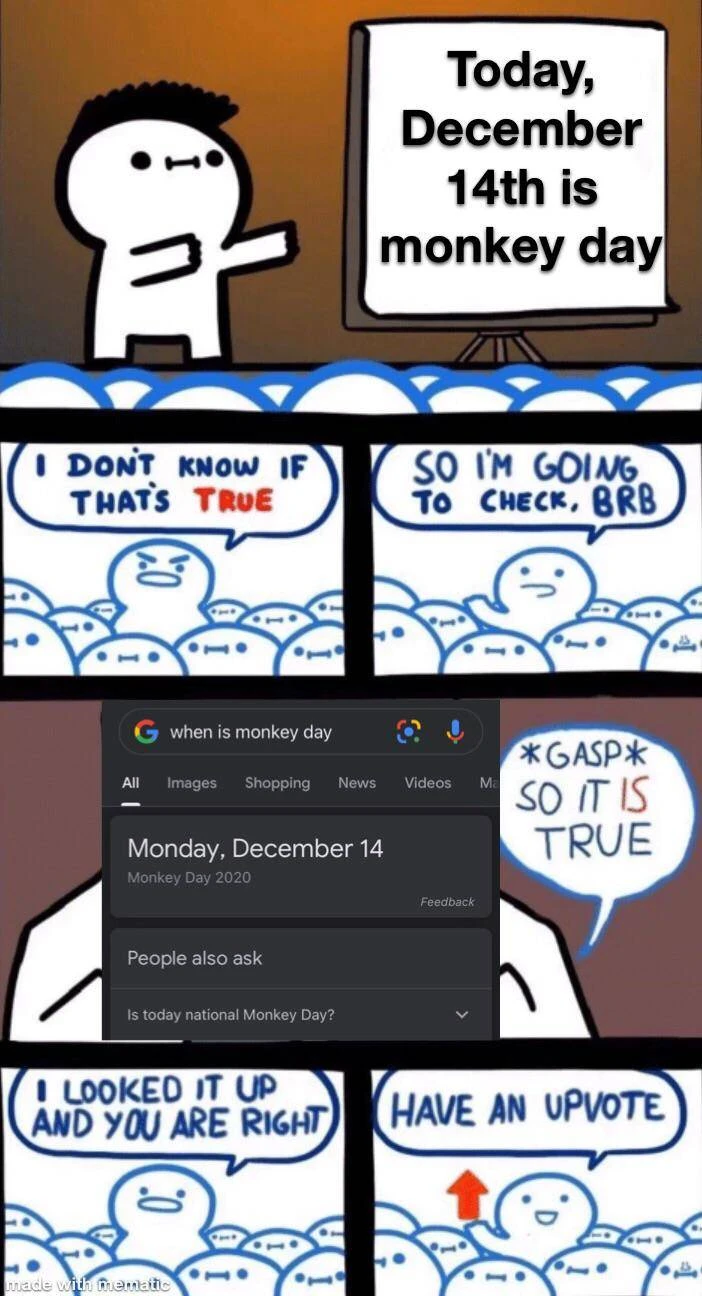 Today,
December
14th is
monkey day
I DON'T KNOW IF
THAT'S TRUE
SO I'M GOING
TO CHECK, BRB
when is monkey day
All Images Shopping News Videos Ma
Monday, December 14
Monkey Day 2020
Feedback
People also ask
Is today national Monkey Day?
*GASP*
SO IT IS
TRUE
I LOOKED IT UP
AND YOU ARE RIGHT
HAVE AN UPVOTE
made with mematic